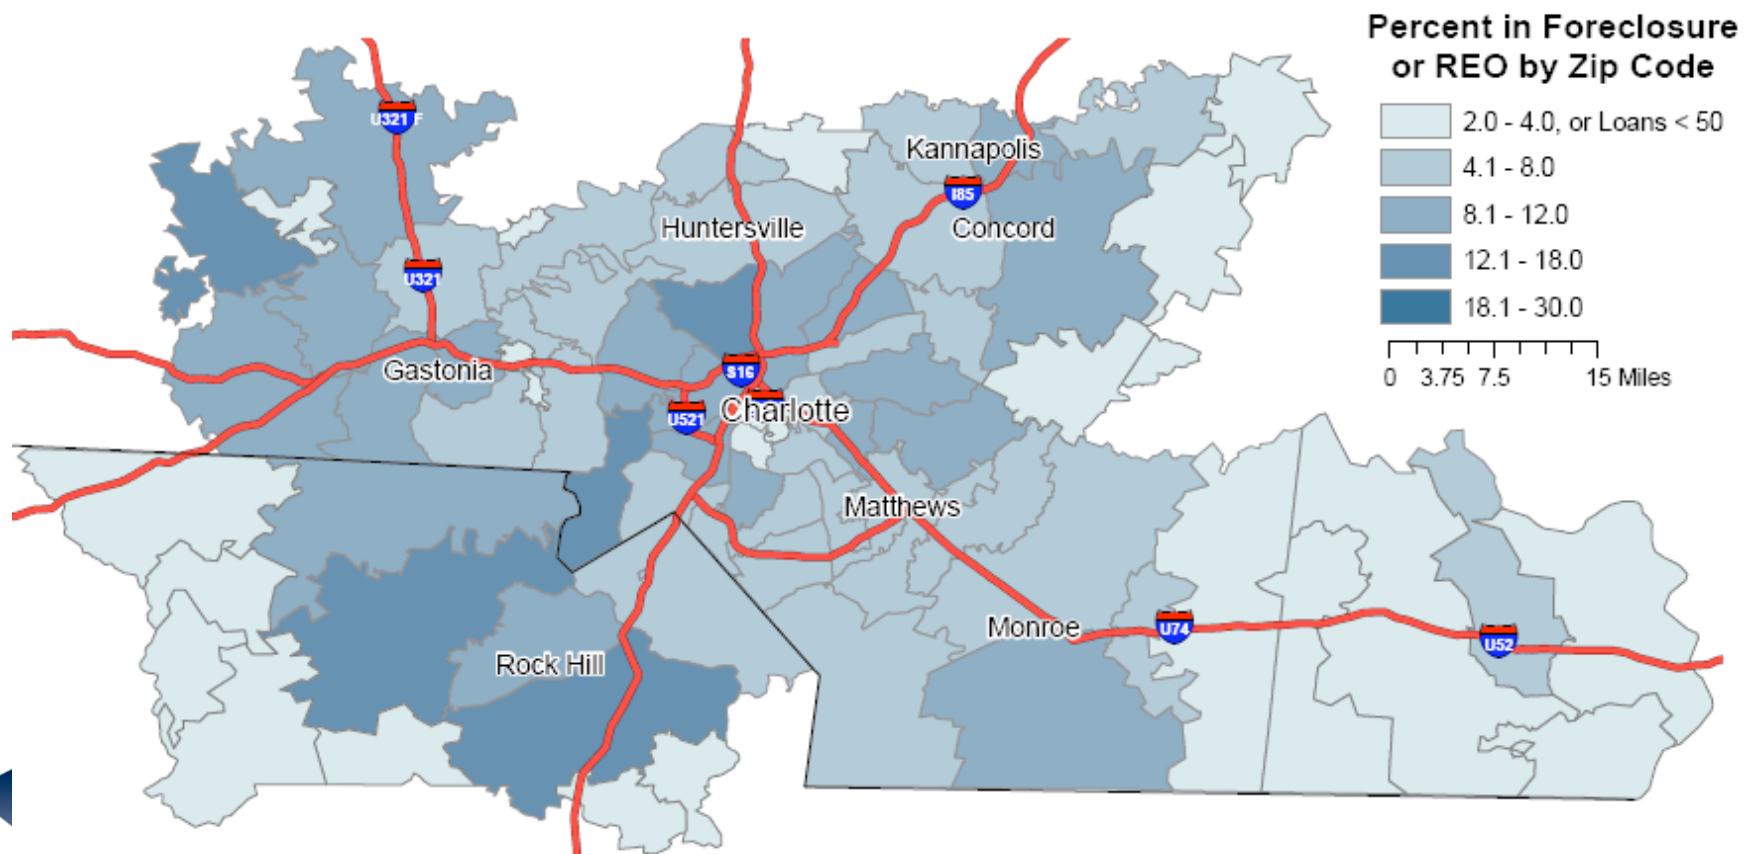 Percent in Foreclosure
or REO by Zip Code
2.0 - 4.0, or Loans < 50
4.1 - 8.0
8.1 - 12.0
12.1 - 18.0
18.1 - 30.0
0 3.75 7.5 15 Miles
U321 F
Kannapolis
I85
Huntersville
Concord
U321
Gastonia
S16
U521
Charlotte
Matthews
Monroe
U74
U52
Rock Hill